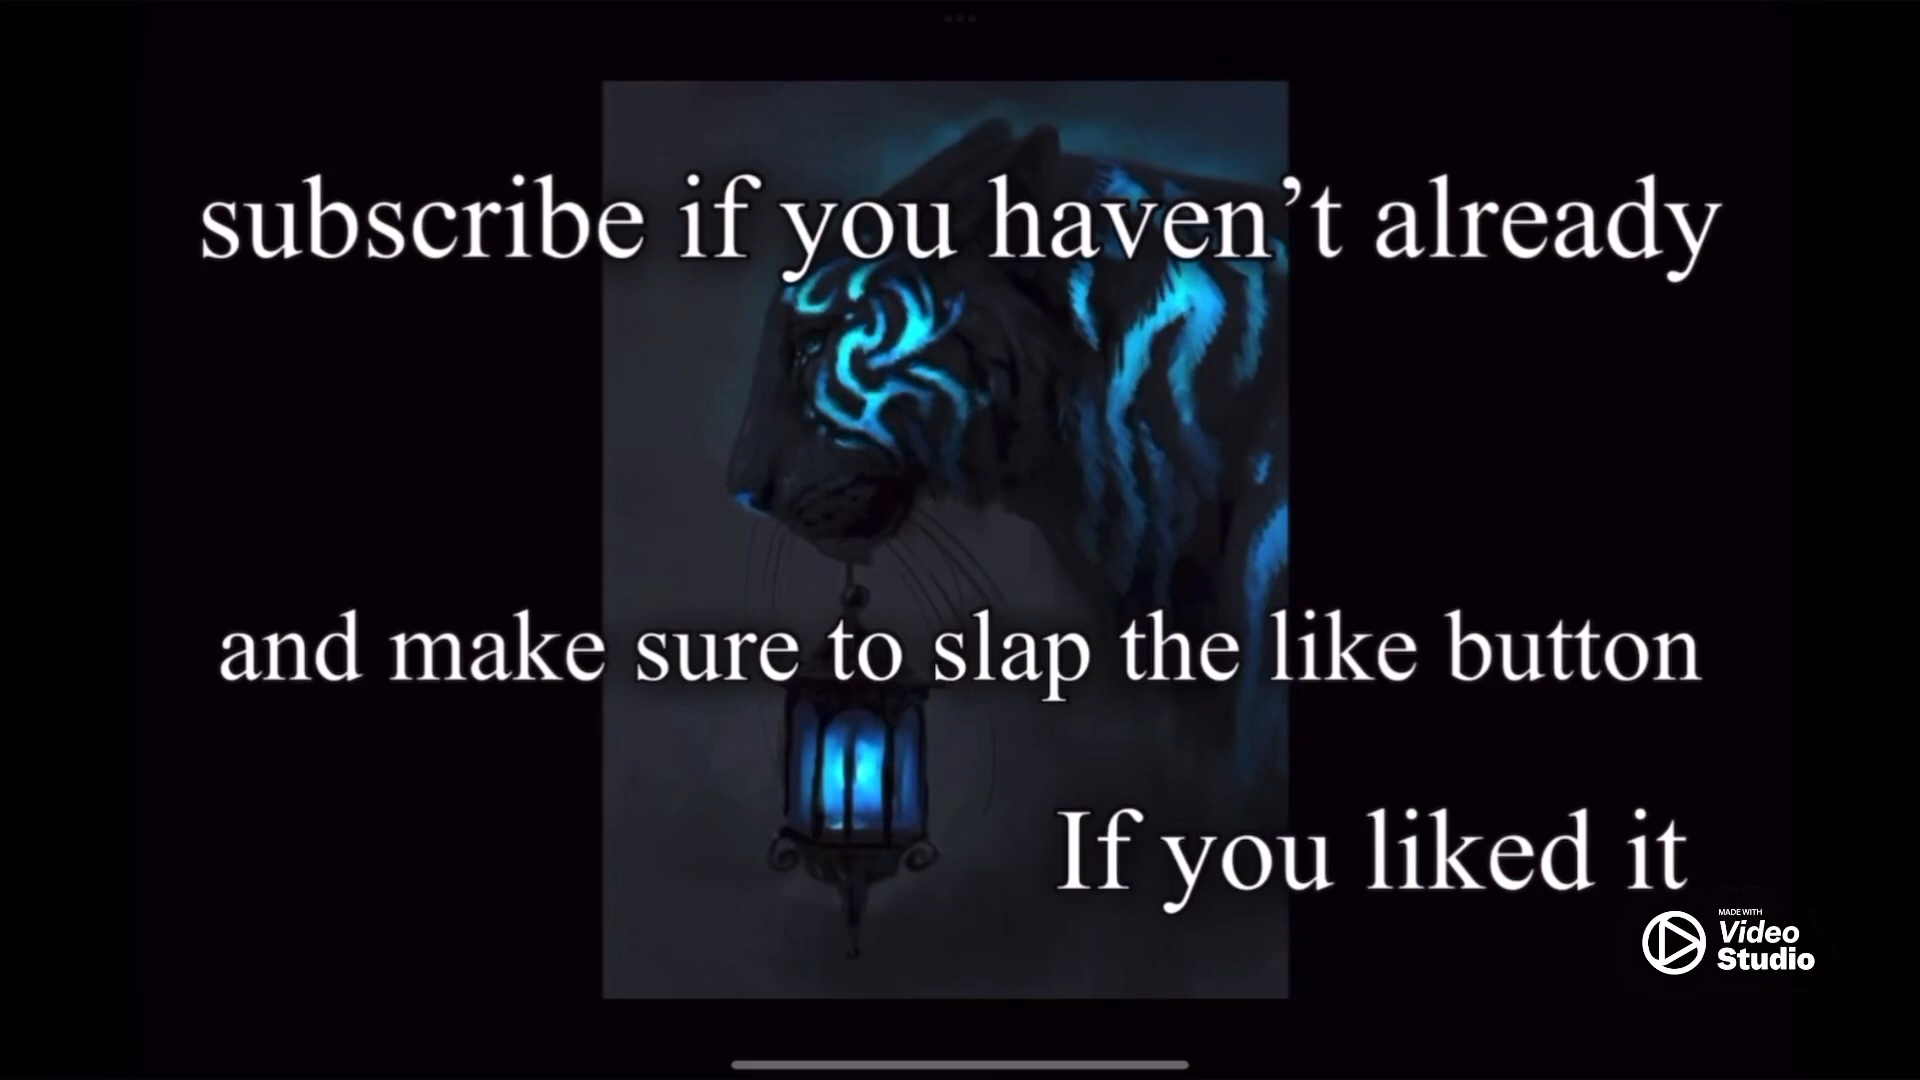 subscribe if you haven’t already
and make sure to slap the like button
If you liked it
MADE WITH
Video
Studio